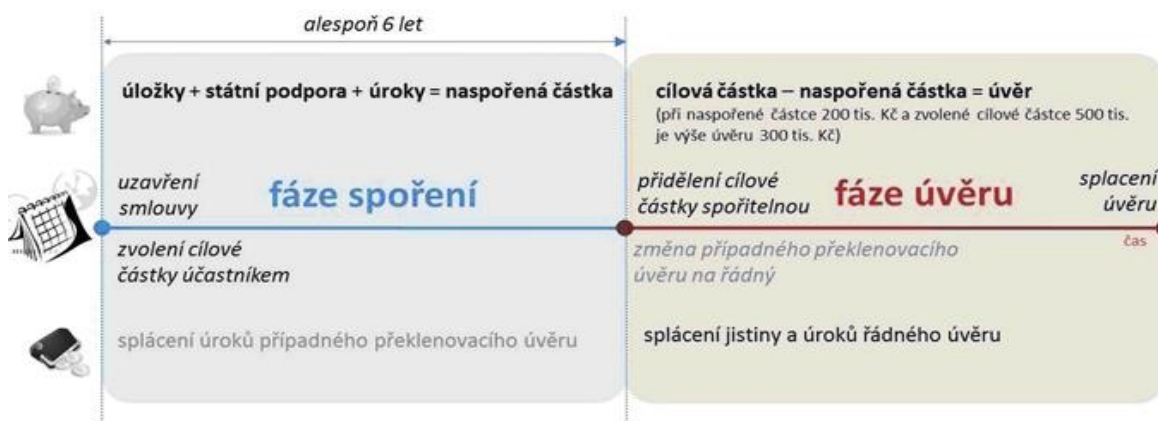 alespoň 6 let
úložky + státní podpora + úroky = naspořená částka
cílová částka – naspořená částka = úvěr
(při naspořené částce 200 tis. Kč a zvolené cílové částce 500 tis.
je výše úvěru 300 tis. Kč)
uzavření
smlouvy
fáze spoření
přidělení cílové
částky spořitelnou
fáze úvěru
splacení
úvěru
čas
zvolení cílové
částky účastníkem
změna případného překlenovacího
úvěru na řádný
splácení úroků případného překlenovacího úvěru
splácení jistiny a úroků řádného úvěru